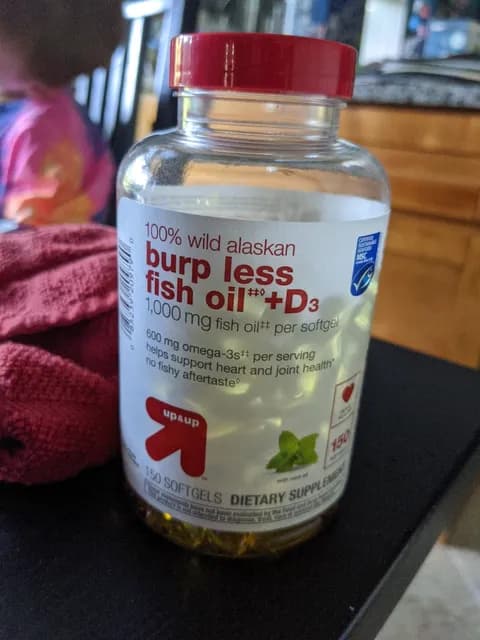 100% wild alaskan
burp less
fish oil‡‡◊+D3
1,000 mg fish oil‡‡ per softgel
600 mg omega-3s‡‡ per serving
helps support heart and joint health*
no fishy aftertaste◊
up&up
150
150 SOFTGELS DIETARY SUPPLEMENT
MSC